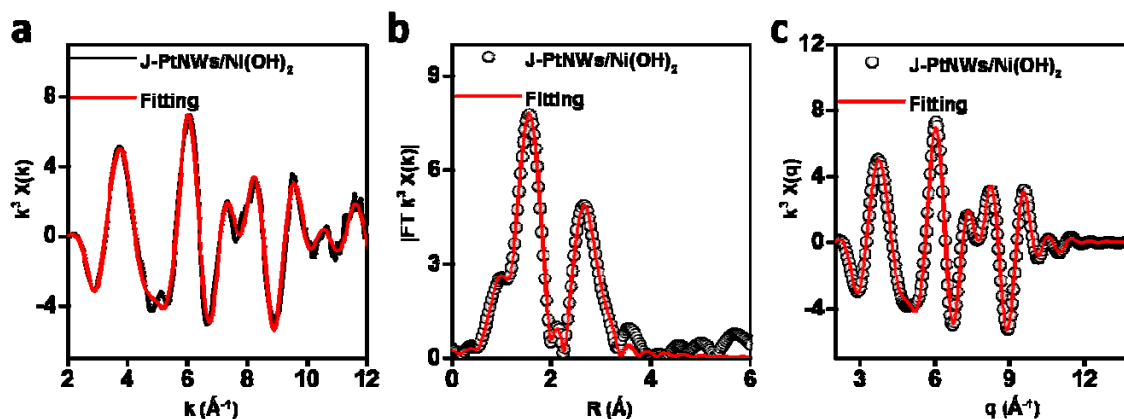 a
J-PtNWs/Ni(OH)₂
Fitting
8
4
0
-4
k³ X(k)
2 4 6 8 10 12
k (Å⁻¹)
b
J-PtNWs/Ni(OH)₂
Fitting
9
6
3
0
|FT k³ X(k)|
0 2 4 6
R (Å)
c
J-PtNWs/Ni(OH)₂
Fitting
12
8
4
0
-4
k³ X(q)
3 6 9 12
q (Å⁻¹)